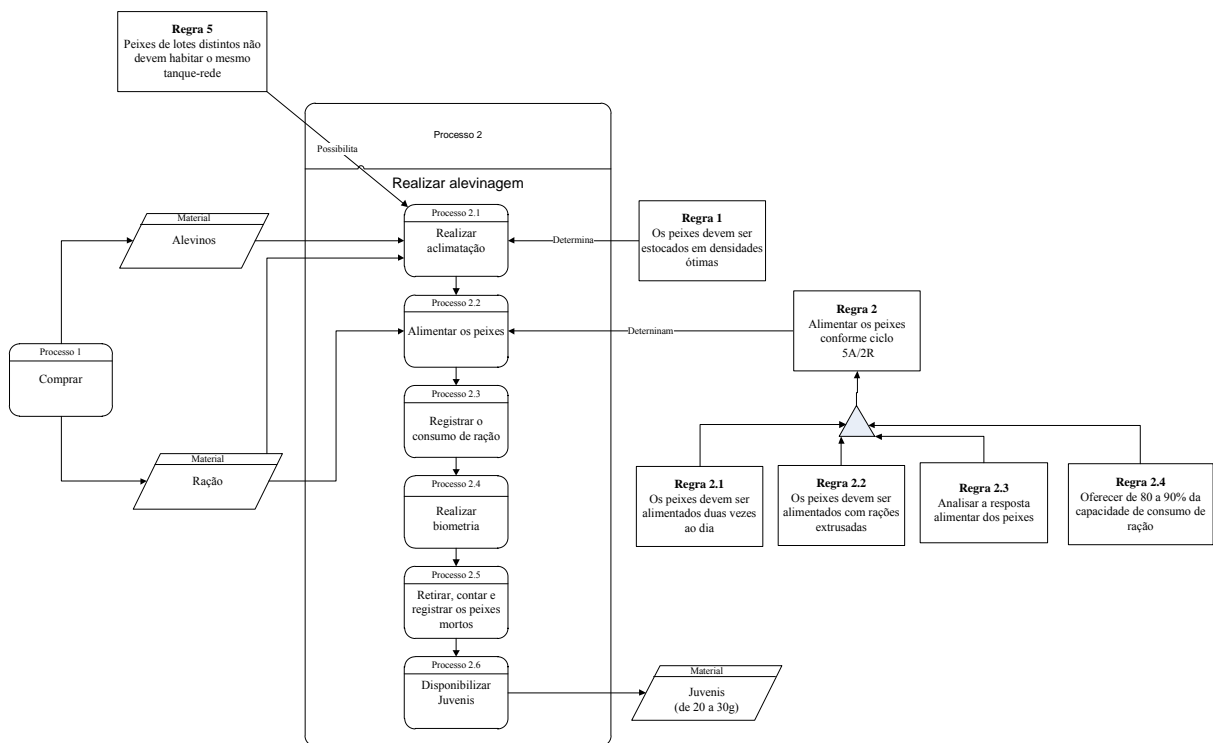 Regra 5
Peixes de lotes distintos não
devem habitar o mesmo
tanque-rede
Processo 2
Possibilita
Realizar alevinagem
Processo 2.1
Realizar
aclimatação
Regra 1
Os peixes devem ser
estocados em densidades
ótimas
Determina
Material
Alevinos
Processo 2.2
Alimentar os peixes
Determinam
Regra 2
Alimentar os peixes
conforme ciclo
5A/2R
Processo 1
Comprar
Processo 2.3
Registrar o
consumo de ração
Material
Ração
Processo 2.4
Realizar
biometria
Regra 2.1
Os peixes devem ser
alimentados duas vezes
ao dia
Regra 2.2
Os peixes devem ser
alimentados com rações
extrusadas
Regra 2.3
Analisar a resposta
alimentar dos peixes
Regra 2.4
Oferecer de 80 a 90% da
capacidade de consumo de
ração
Processo 2.5
Retirar, contar e
registrar os peixes
mortos
Processo 2.6
Disponibilizar
Juvenis
Material
Juvenis
(de 20 a 30g)